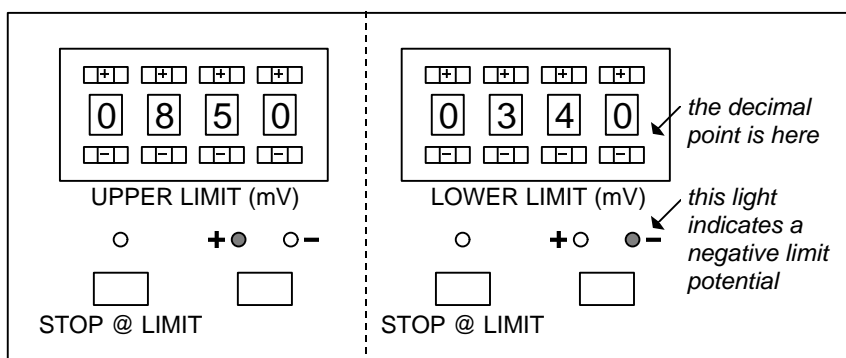 + + + +
0 8 5 0
- - - -
UPPER LIMIT (mV)
+ -
STOP @ LIMIT
+ + + +
0 3 4 0
- - - -
LOWER LIMIT (mV)
+ -
STOP @ LIMIT
the decimal
point is here
this light
indicates a
negative limit
potential